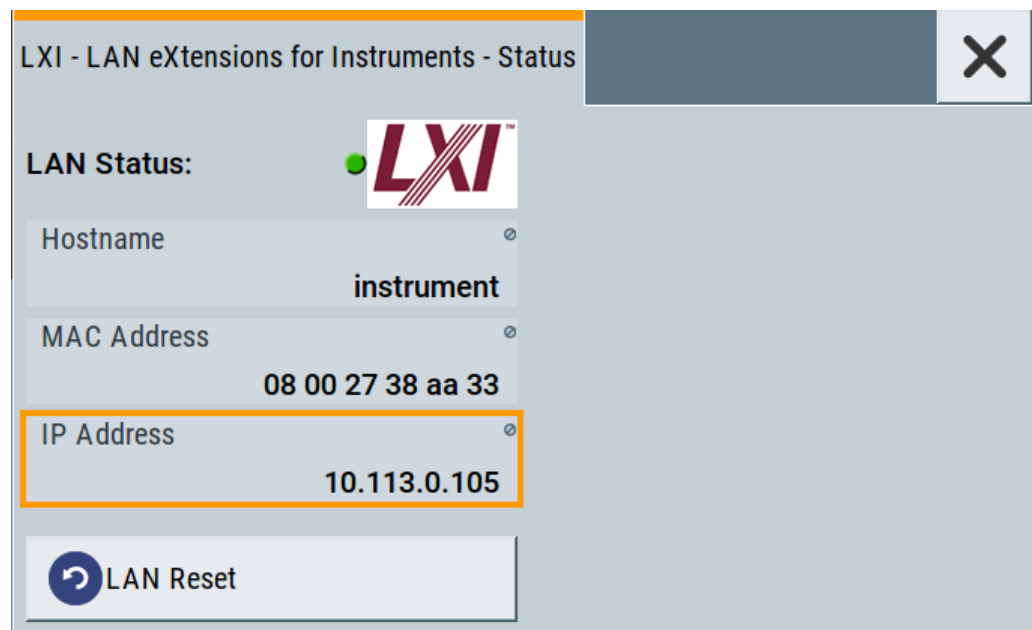 LXI - LAN eXtensions for Instruments - Status
LAN Status:
LXI™
Hostname
instrument
MAC Address
08 00 27 38 aa 33
IP Address
10.113.0.105
LAN Reset